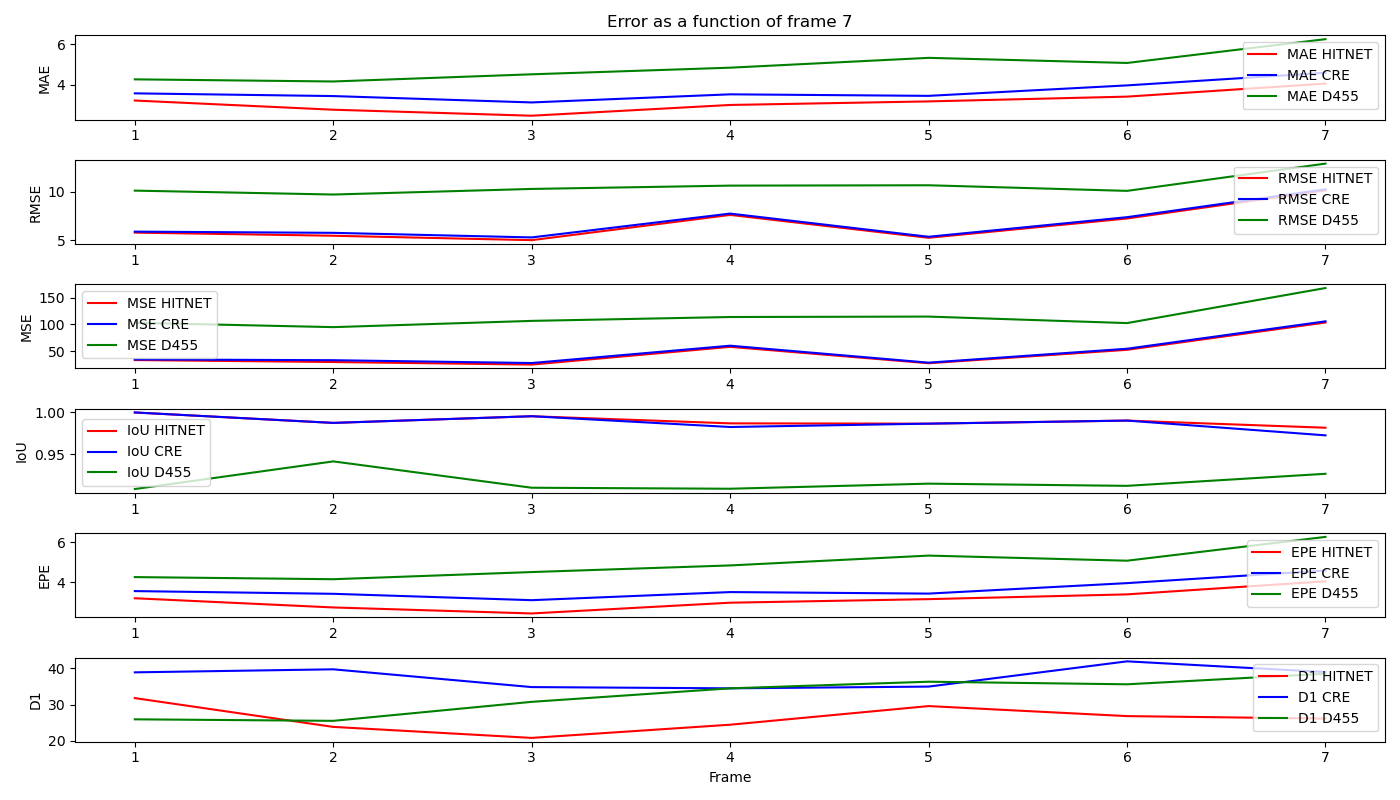 Error as a function of frame 7
MAE
6
4
MAE HITNET
MAE CRE
MAE D455
1 2 3 4 5 6 7
RMSE
10
5
RMSE HITNET
RMSE CRE
RMSE D455
1 2 3 4 5 6 7
MSE
150
100
50
MSE HITNET
MSE CRE
MSE D455
1 2 3 4 5 6 7
IoU
1.00
0.95
IoU HITNET
IoU CRE
IoU D455
1 2 3 4 5 6 7
EPE
6
4
EPE HITNET
EPE CRE
EPE D455
1 2 3 4 5 6 7
D1
40
30
20
D1 HITNET
D1 CRE
D1 D455
1 2 3 4 5 6 7
Frame